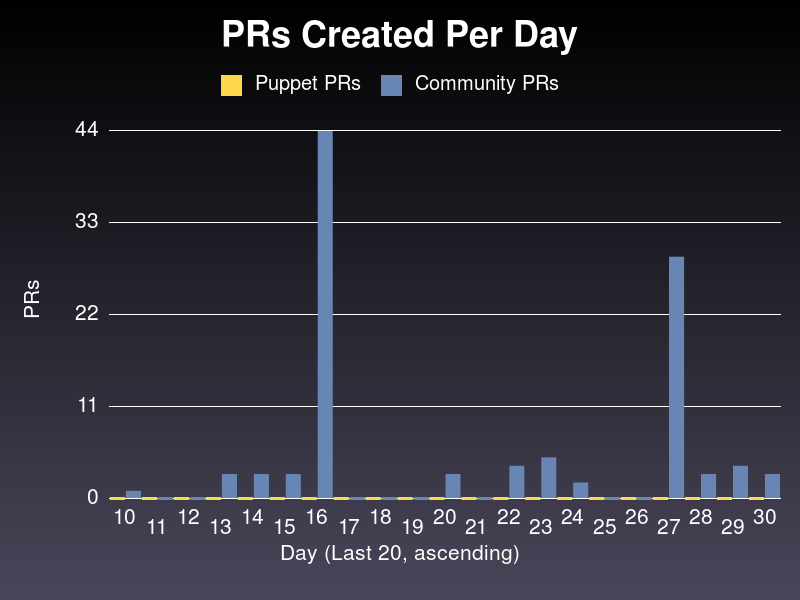 PRs Created Per Day
Puppet PRs Community PRs
44
33
22
11
0
PRs
10 11 12 13 14 15 16 17 18 19 20 21 22 23 24 25 26 27 28 29 30
Day (Last 20, ascending)